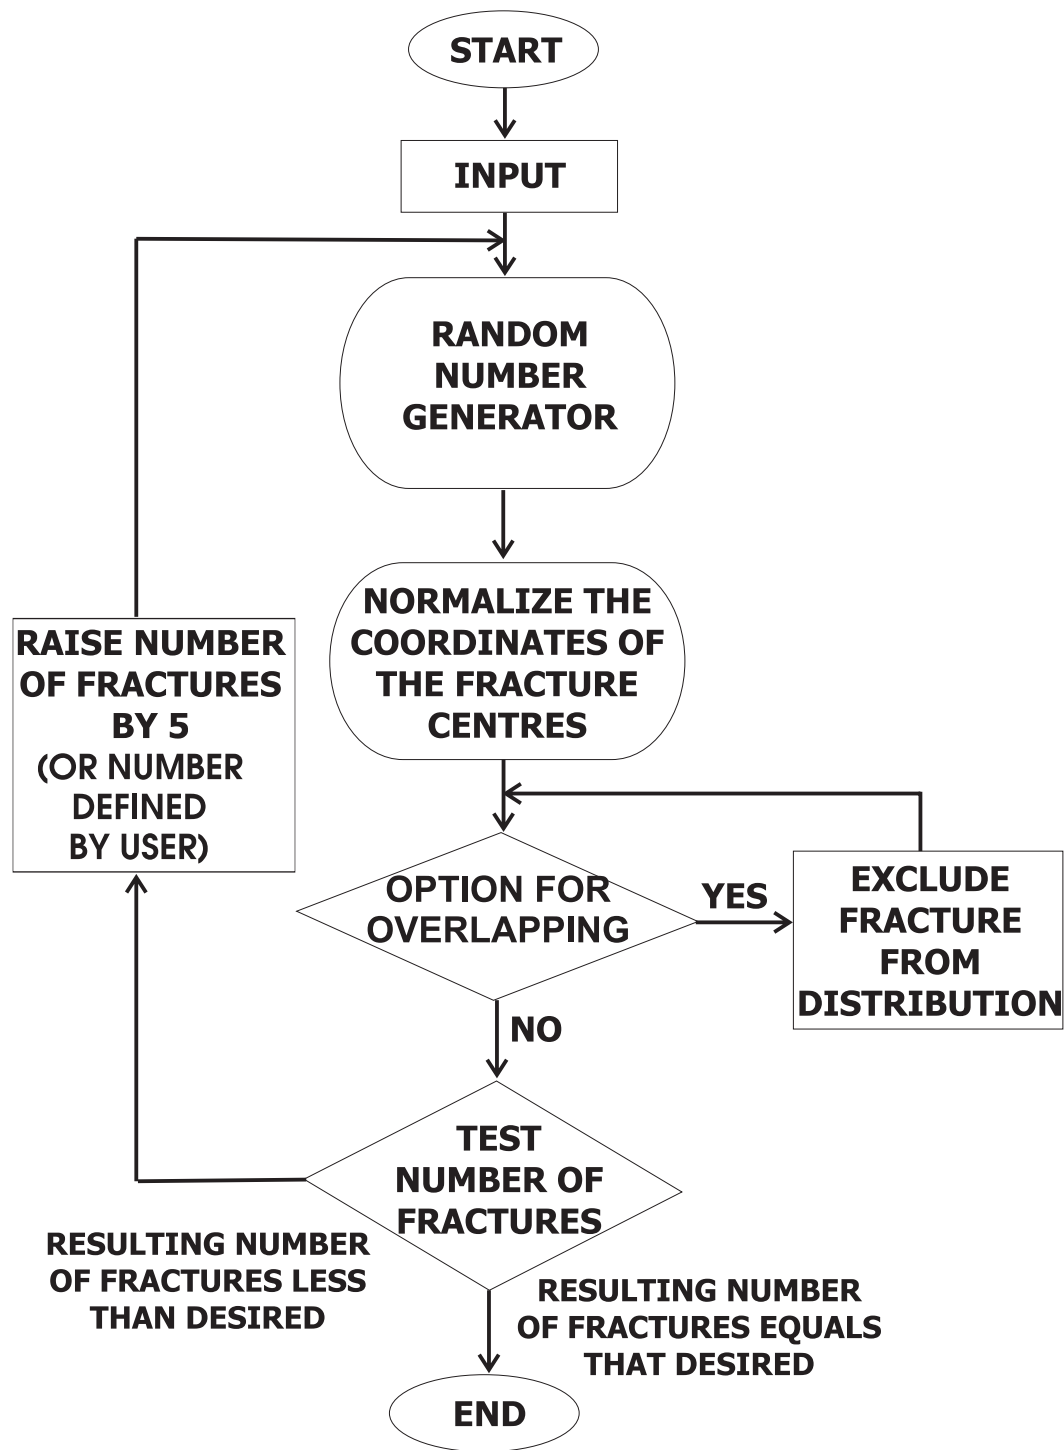 START
INPUT
RANDOM
NUMBER
GENERATOR
NORMALIZE THE
COORDINATES OF
THE FRACTURE
CENTRES
RAISE NUMBER
OF FRACTURES
BY 5
(OR NUMBER
DEFINED
BY USER)
OPTION FOR
OVERLAPPING
YES
EXCLUDE
FRACTURE
FROM
DISTRIBUTION
NO
TEST
NUMBER OF
FRACTURES
RESULTING NUMBER
OF FRACTURES LESS
THAN DESIRED
RESULTING NUMBER
OF FRACTURES EQUALS
THAT DESIRED
END